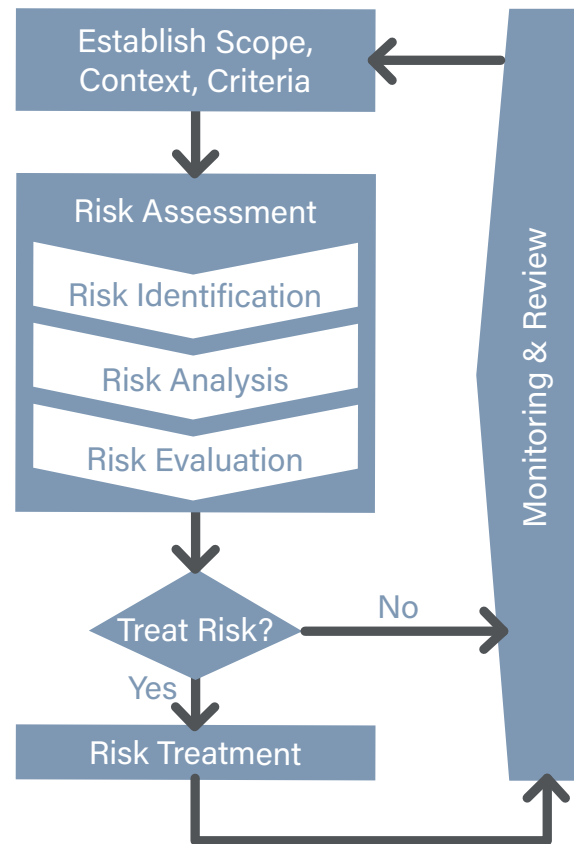 Establish Scope,
Context, Criteria
Risk Assessment
Risk Identification
Risk Analysis
Risk Evaluation
Treat Risk?
No
Yes
Risk Treatment
Monitoring & Review